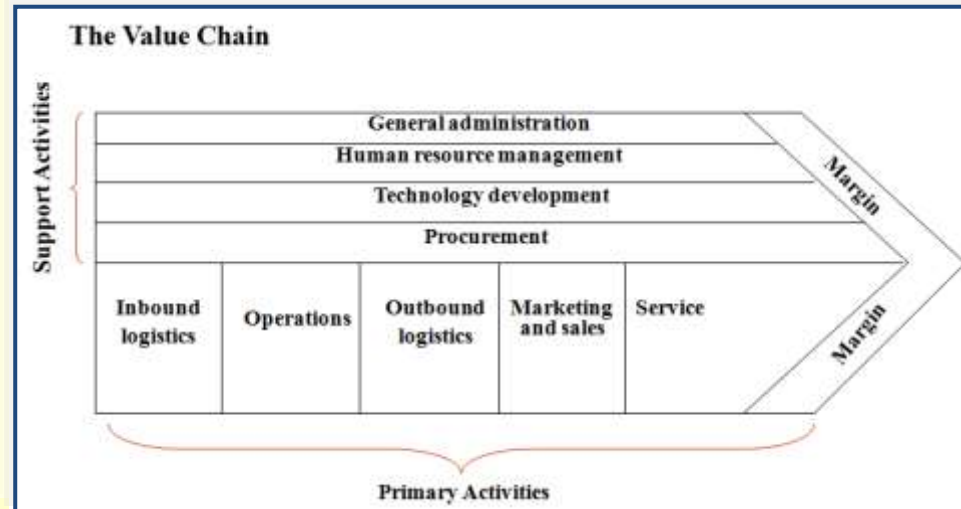 The Value Chain
Support Activities
General administration
Human resource management
Technology development
Procurement
Margin
Inbound
logistics
Operations
Outbound
logistics
Marketing
and sales
Service
Margin
Primary Activities